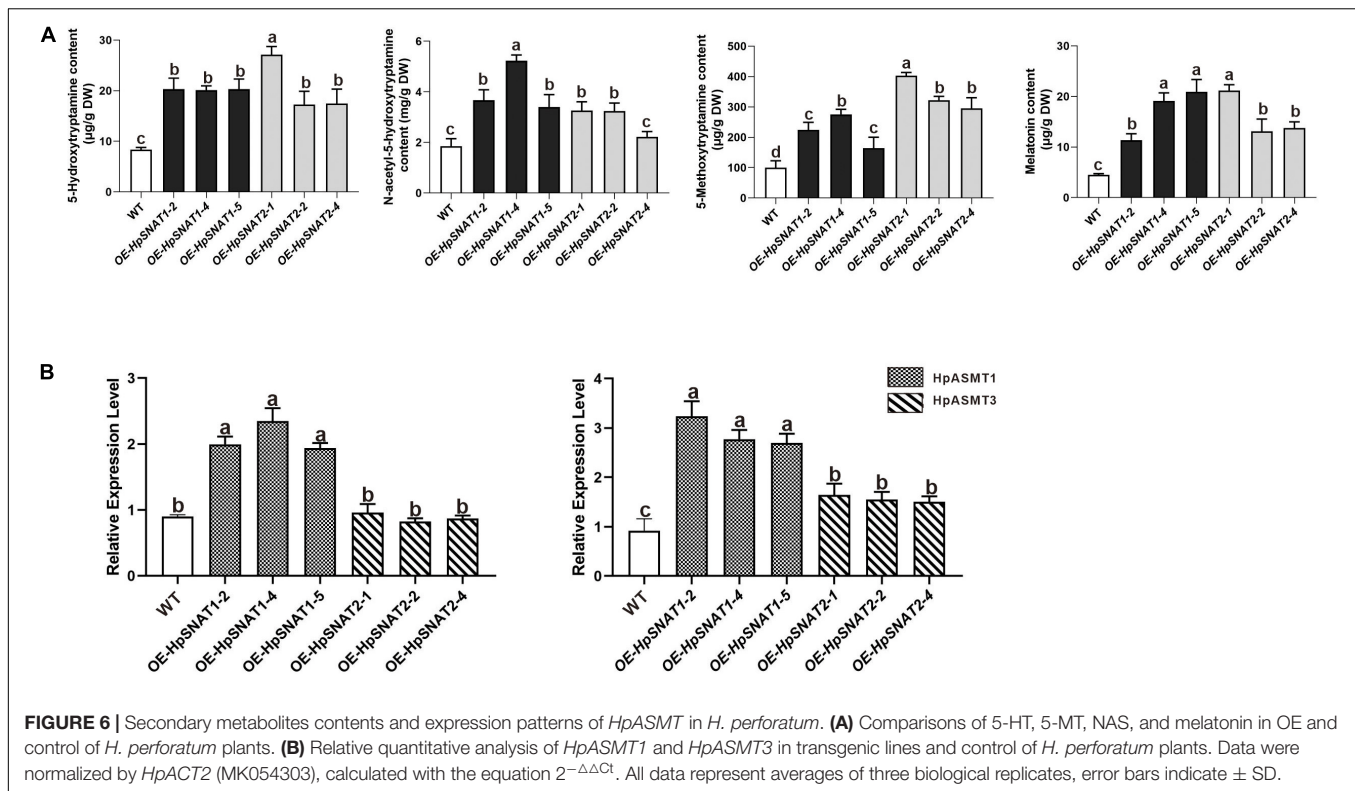 A
5-Hydroxytryptamine content
(µg/g DW)
30
20
10
0
c
b
b
b
a
b
b
WT
OE-HpSNAT1-2
OE-HpSNAT1-4
OE-HpSNAT1-5
OE-HpSNAT2-1
OE-HpSNAT2-2
OE-HpSNAT2-4
N-acetyl-5-hydroxytryptamine
content (mg/g DW)
6
4
2
0
c
b
a
b
b
b
c
WT
OE-HpSNAT1-2
OE-HpSNAT1-4
OE-HpSNAT1-5
OE-HpSNAT2-1
OE-HpSNAT2-2
OE-HpSNAT2-4
5-Methoxytryptamine content
(µg/g DW)
500
400
300
200
100
0
d
c
b
c
a
b
b
WT
OE-HpSNAT1-2
OE-HpSNAT1-4
OE-HpSNAT1-5
OE-HpSNAT2-1
OE-HpSNAT2-2
OE-HpSNAT2-4
Melatonin content
(µg/g DW)
30
20
10
0
c
b
a
a
a
b
b
WT
OE-HpSNAT1-2
OE-HpSNAT1-4
OE-HpSNAT1-5
OE-HpSNAT2-1
OE-HpSNAT2-2
OE-HpSNAT2-4
B
Relative Expression Level
3
2
1
0
b
a
a
a
b
b
b
WT
OE-HpSNAT1-2
OE-HpSNAT1-4
OE-HpSNAT1-5
OE-HpSNAT2-1
OE-HpSNAT2-2
OE-HpSNAT2-4
Relative Expression Level
4
3
2
1
0
c
a
a
a
b
b
b
WT
OE-HpSNAT1-2
OE-HpSNAT1-4
OE-HpSNAT1-5
OE-HpSNAT2-1
OE-HpSNAT2-2
OE-HpSNAT2-4
HpASMT1
HpASMT3
FIGURE 6 | Secondary metabolites contents and expression patterns of HpASMT in H. perforatum. (A) Comparisons of 5-HT, 5-MT, NAS, and melatonin in OE and
control of H. perforatum plants. (B) Relative quantitative analysis of HpASMT1 and HpASMT3 in transgenic lines and control of H. perforatum plants. Data were
normalized by HpACT2 (MK054303), calculated with the equation 2−△△Ct. All data represent averages of three biological replicates, error bars indicate ± SD.